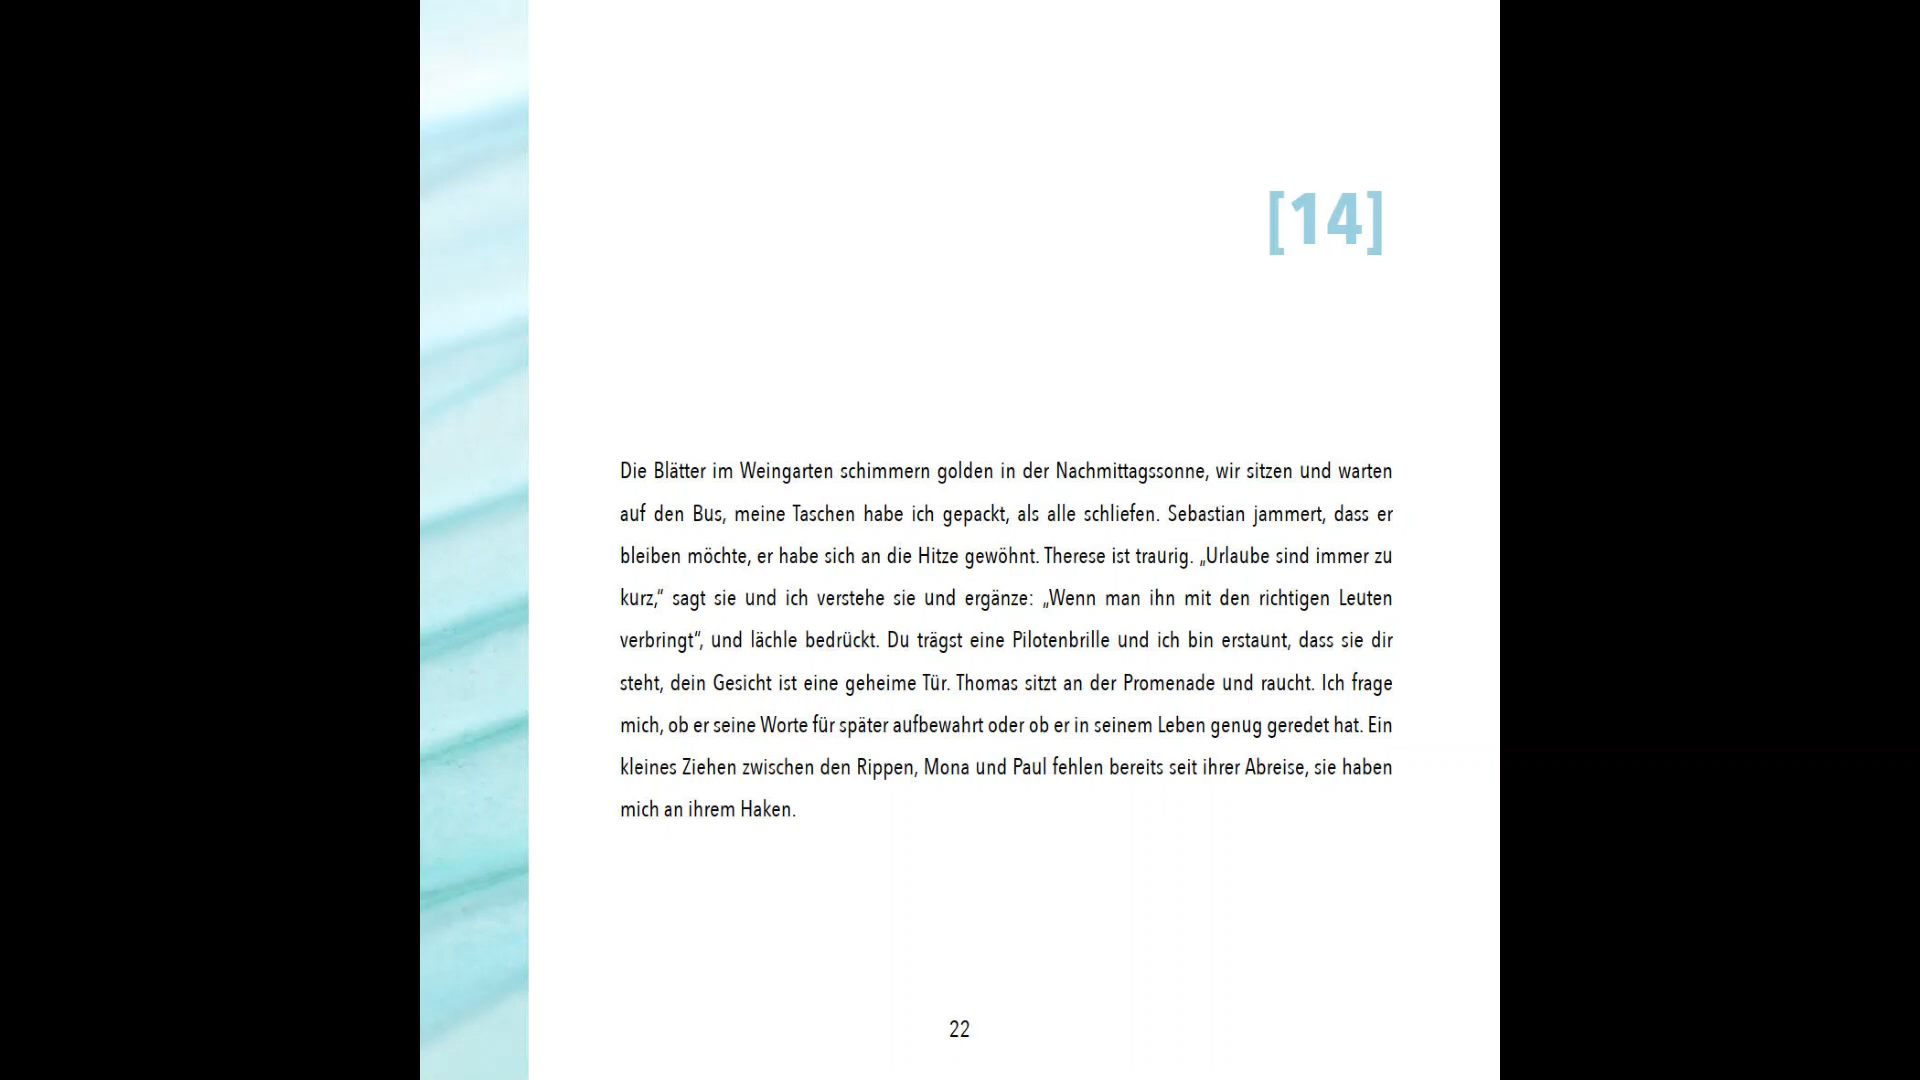 [14]
Die Blätter im Weingarten schimmern golden in der Nachmittagssonne, wir sitzen und warten
auf den Bus, meine Taschen habe ich gepackt, als alle schliefen. Sebastian jammert, dass er
bleiben möchte, er habe sich an die Hitze gewöhnt. Therese ist traurig. „Urlaube sind immer zu
kurz,“ sagt sie und ich verstehe sie und ergänze: „Wenn man ihn mit den richtigen Leuten
verbringt“, und lächle bedrückt. Du trägst eine Pilotenbrille und ich bin erstaunt, dass sie dir
steht, dein Gesicht ist eine geheime Tür. Thomas sitzt an der Promenade und raucht. Ich frage
mich, ob er seine Worte für später aufbewahrt oder ob er in seinem Leben genug geredet hat. Ein
kleines Ziehen zwischen den Rippen, Mona und Paul fehlen bereits seit ihrer Abreise, sie haben
mich an ihrem Haken.
22